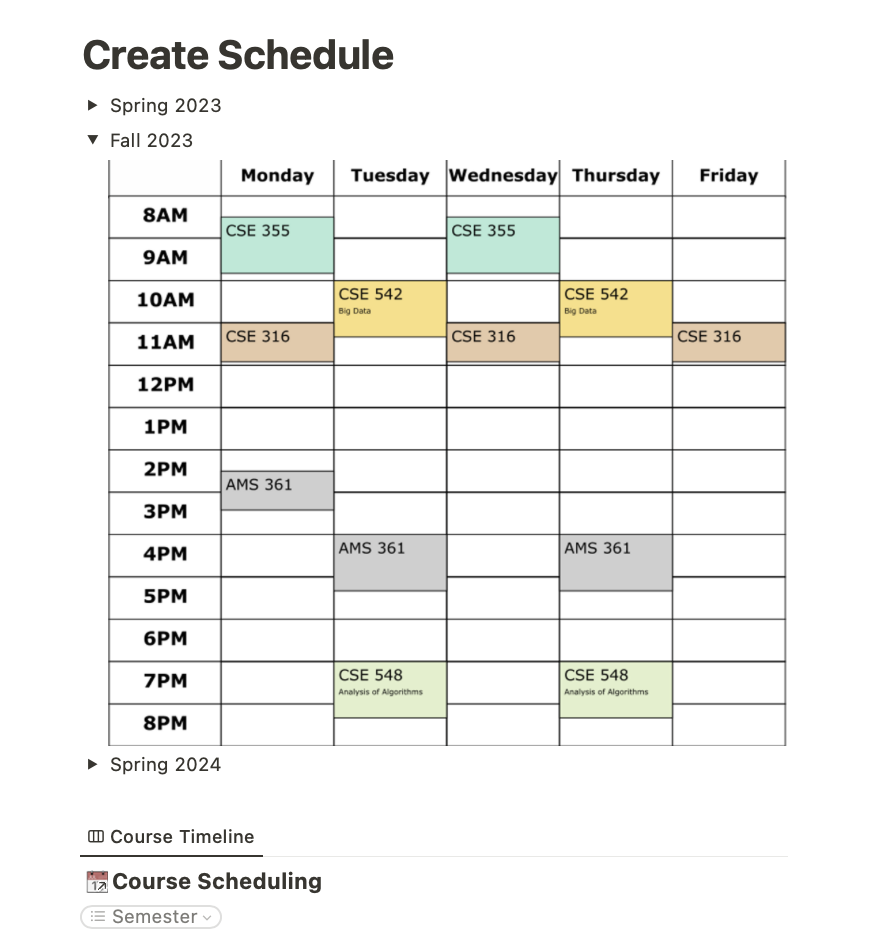 Create Schedule
Spring 2023
Fall 2023
Monday Tuesday Wednesday Thursday Friday
8AM
CSE 355 CSE 355
9AM
10AM CSE 542 CSE 542
Big Data Big Data
11AM CSE 316 CSE 316 CSE 316
12PM
1PM
2PM
AMS 361
3PM
4PM AMS 361 AMS 361
5PM
6PM
7PM CSE 548 CSE 548
Analysis of Algorithms Analysis of Algorithms
8PM
Spring 2024
Course Timeline
17 Course Scheduling
Semester